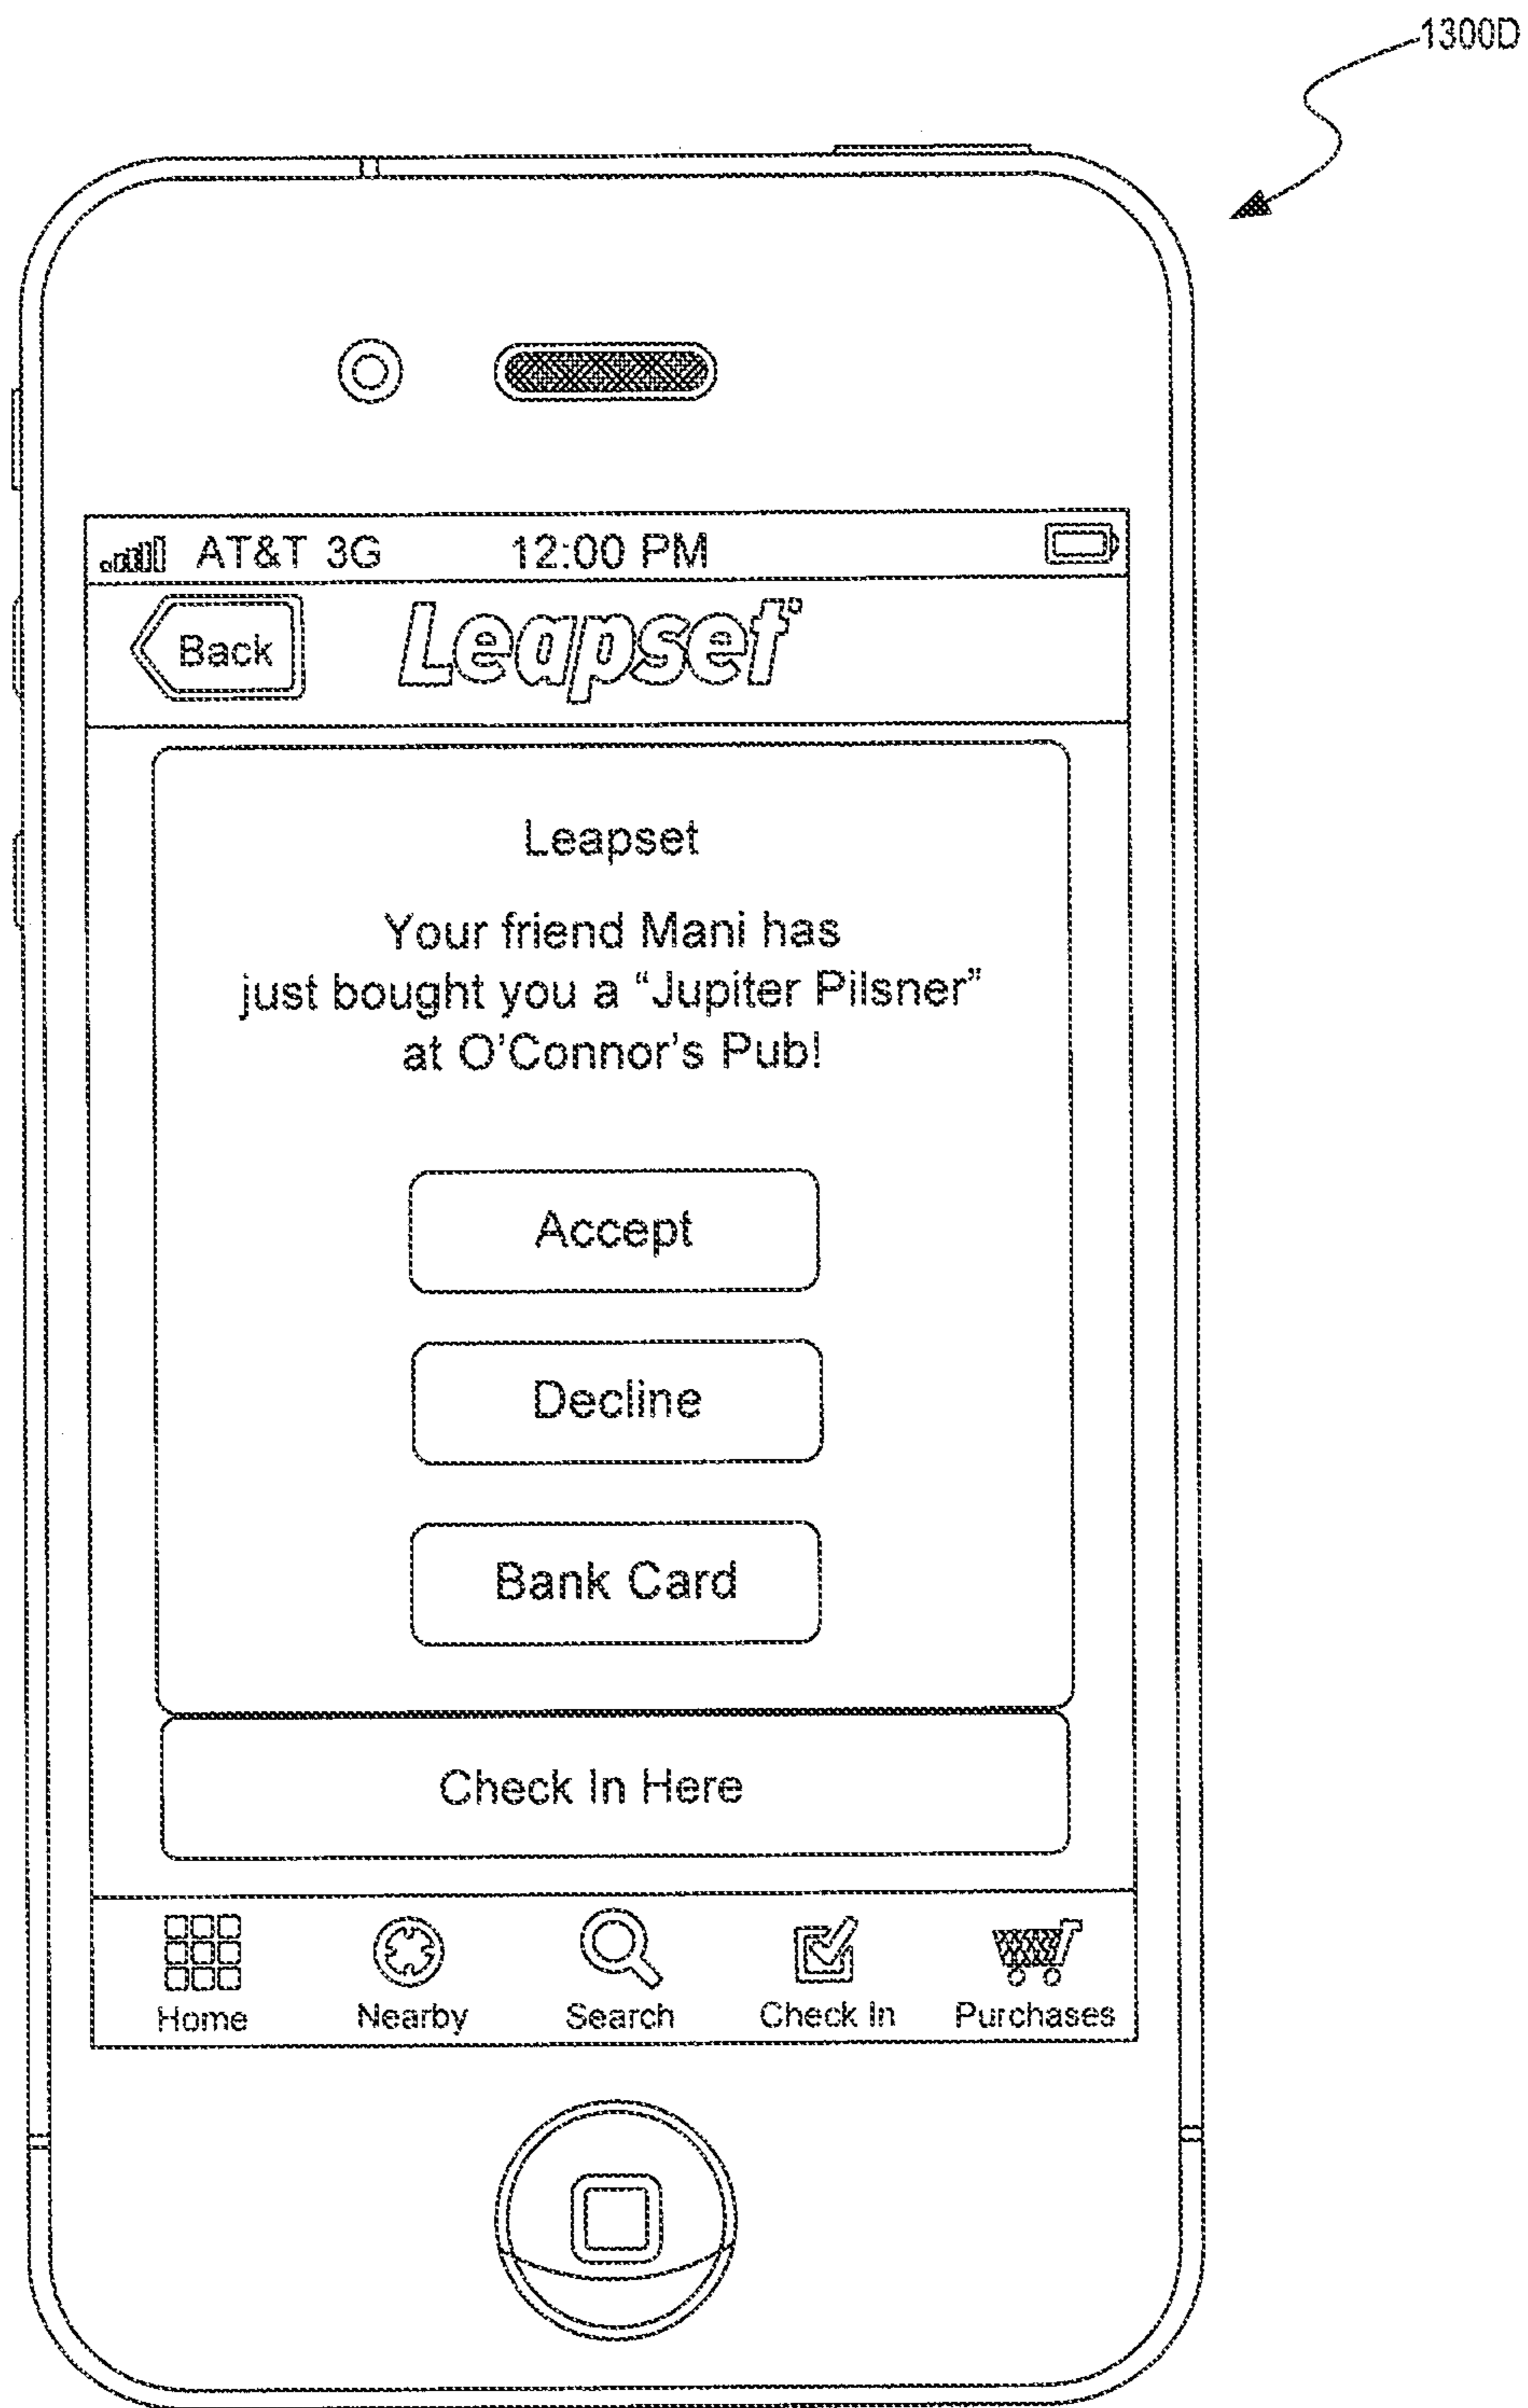 1300D
AT&T 3G 12:00 PM
Back Leapset
Leapset
Your friend Mani has
just bought you a “Jupiter Pilsner”
at O’Connor’s Pub!
Accept
Decline
Bank Card
Check In Here
Home Nearby Search Check In Purchases